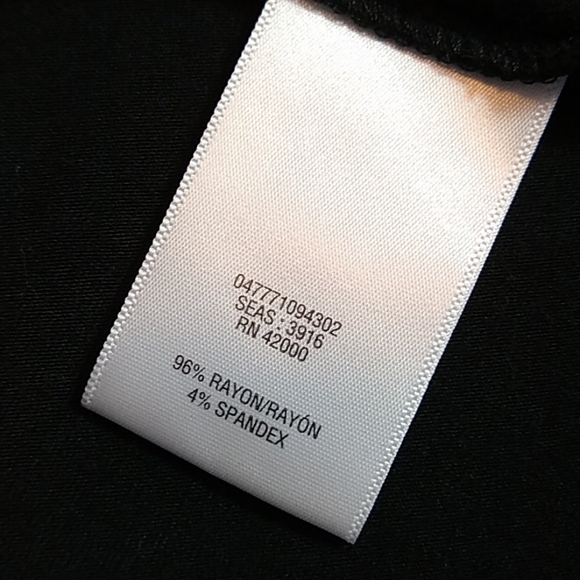 047771094302
SEAS : 3916
RN 42000
96% RAYON/RAYÓN
4% SPANDEX